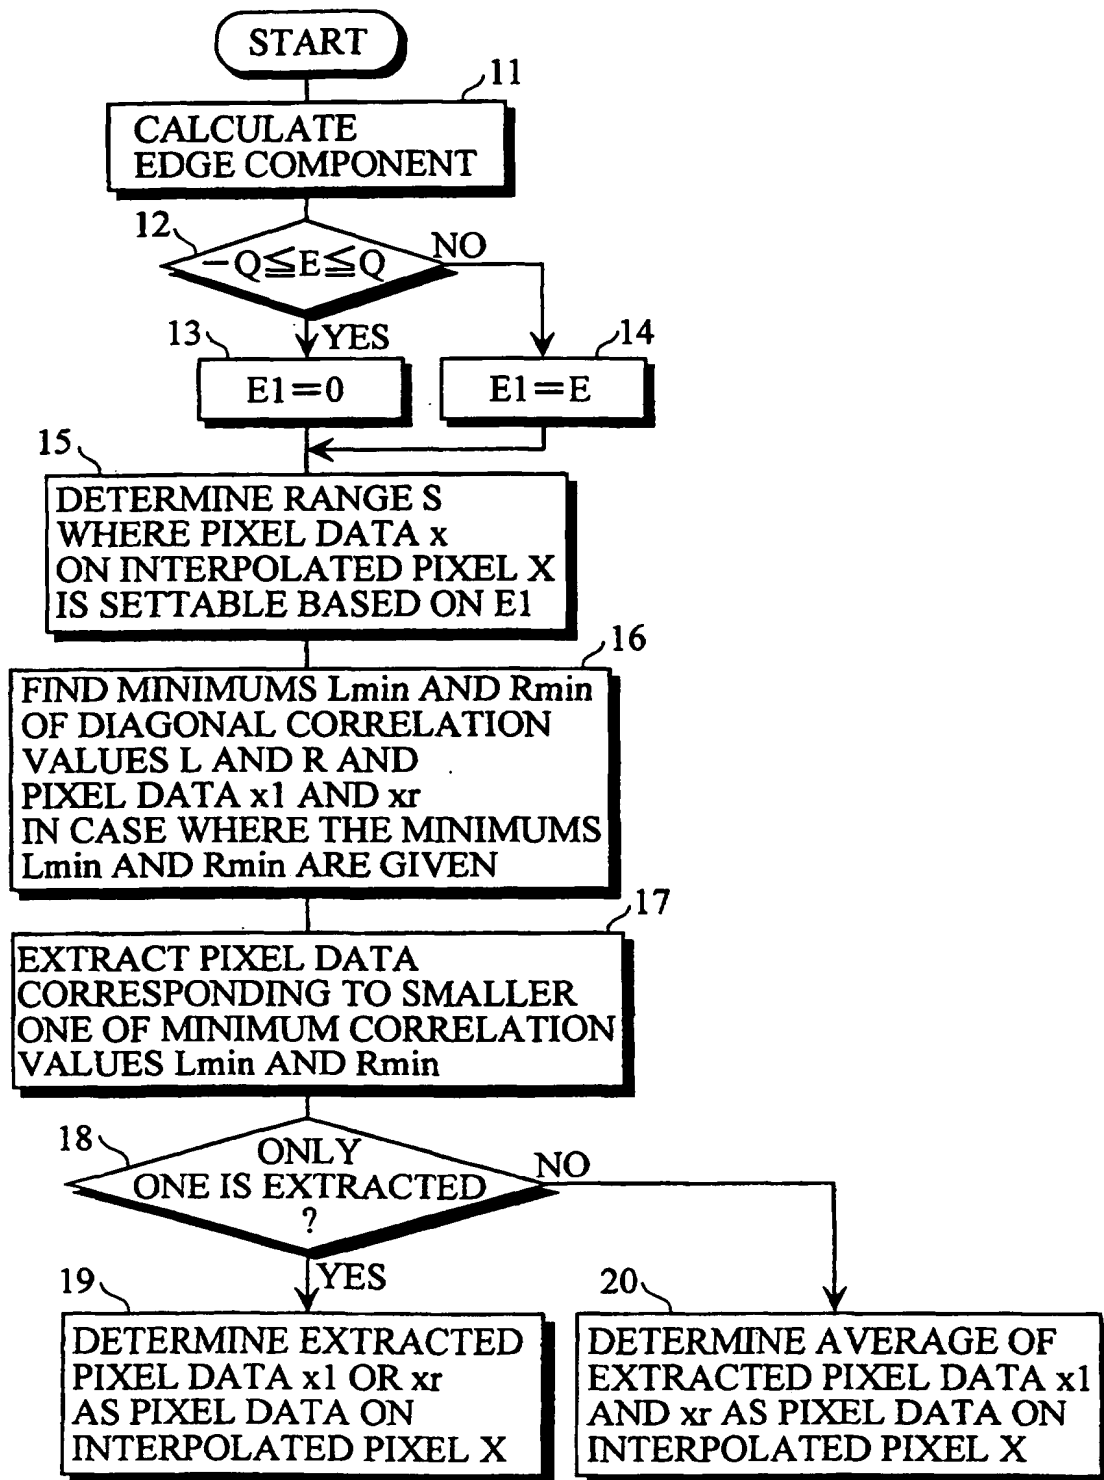 START
11
CALCULATE
EDGE COMPONENT
12
−Q≦E≦Q
NO
YES
13
E1=0
14
E1=E
15
DETERMINE RANGE S
WHERE PIXEL DATA x
ON INTERPOLATED PIXEL X
IS SETTABLE BASED ON E1
16
FIND MINIMUMS Lmin AND Rmin
OF DIAGONAL CORRELATION
VALUES L AND R AND
PIXEL DATA x1 AND xr
IN CASE WHERE THE MINIMUMS
Lmin AND Rmin ARE GIVEN
17
EXTRACT PIXEL DATA
CORRESPONDING TO SMALLER
ONE OF MINIMUM CORRELATION
VALUES Lmin AND Rmin
18
ONLY
ONE IS EXTRACTED
?
NO
YES
19
DETERMINE EXTRACTED
PIXEL DATA x1 OR xr
AS PIXEL DATA ON
INTERPOLATED PIXEL X
20
DETERMINE AVERAGE OF
EXTRACTED PIXEL DATA x1
AND xr AS PIXEL DATA ON
INTERPOLATED PIXEL X